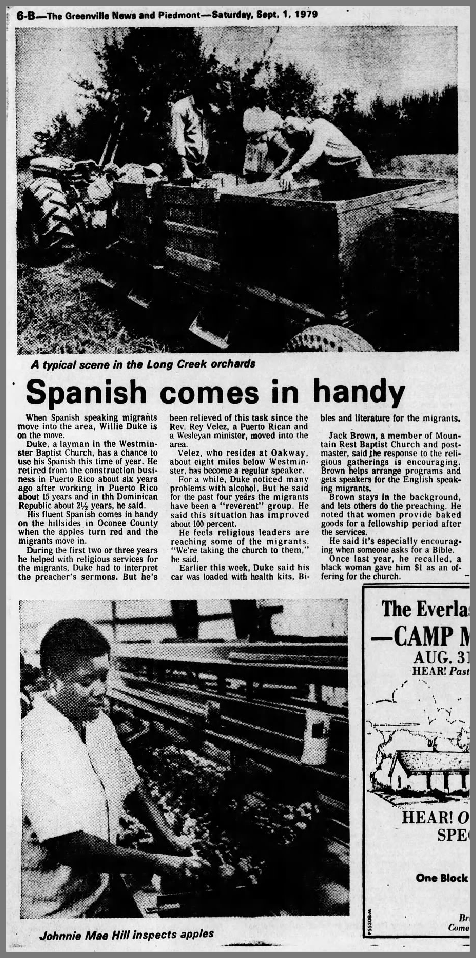 6-B—The Greenville News and Piedmont—Saturday, Sept. 1, 1979
A typical scene in the Long Creek orchards
Spanish comes in handy
When Spanish speaking migrants
move into the area, Willie Duke is
on the move.
Duke, a layman in the Westmin-
ster Baptist Church, has a chance to
use his Spanish this time of year. He
retired from the construction busi-
ness in Puerto Rico about six years
ago after working in Puerto Rico
about 15 years and in thh Dominican
Republic about 2½ years, he said.
His fluent Spanish comes in handy
on the hillsides in Oconee County
when the apples turn red and the
migrants move in.
During the first two or three years
he helped with religious services for
the migrants, Duke had to interpret
the preacher's sermons. But he's
been relieved of this task since the
Rev. Rey Velez, a Puerto Rican and
a Wesleyan minister, moved into the
area.
Velez, who resides at Oakway,
about eight miles below Westmin-
ster, has become a regular speaker.
For a while, Duke noticed many
problems with alcohol. But he said
for the past four years the migrants
have been a "reverent" group. He
said this situation has improved
about 100 percent.
He feels religious leaders are
reaching some of the migrants.
"We're taking the church to them,"
he said.
Earlier this week, Duke said his
car was loaded with health kits, Bi-
bles and literature for the migrants.
Jack Brown, a member of Moun-
tain Rest Baptist Church and post-
master, said the response to the reli-
gious gatherings is encouraging.
Brown helps arrange programs and
gets speakers for the English speak-
ing migrants.
Brown stays in the background,
and lets others do the preaching. He
noted that women provide baked
goods for a fellowship period after
the services.
He said it's especially encourag-
ing when someone asks for a Bible.
Once last year, he recalled, a
black woman gave him $1 as an of-
fering for the church.
The Everla
—CAMP M
AUG. 31
HEAR! Past
HEAR! O
SPE
One Block
Br
Come
Johnnie Mae Hill inspects apples